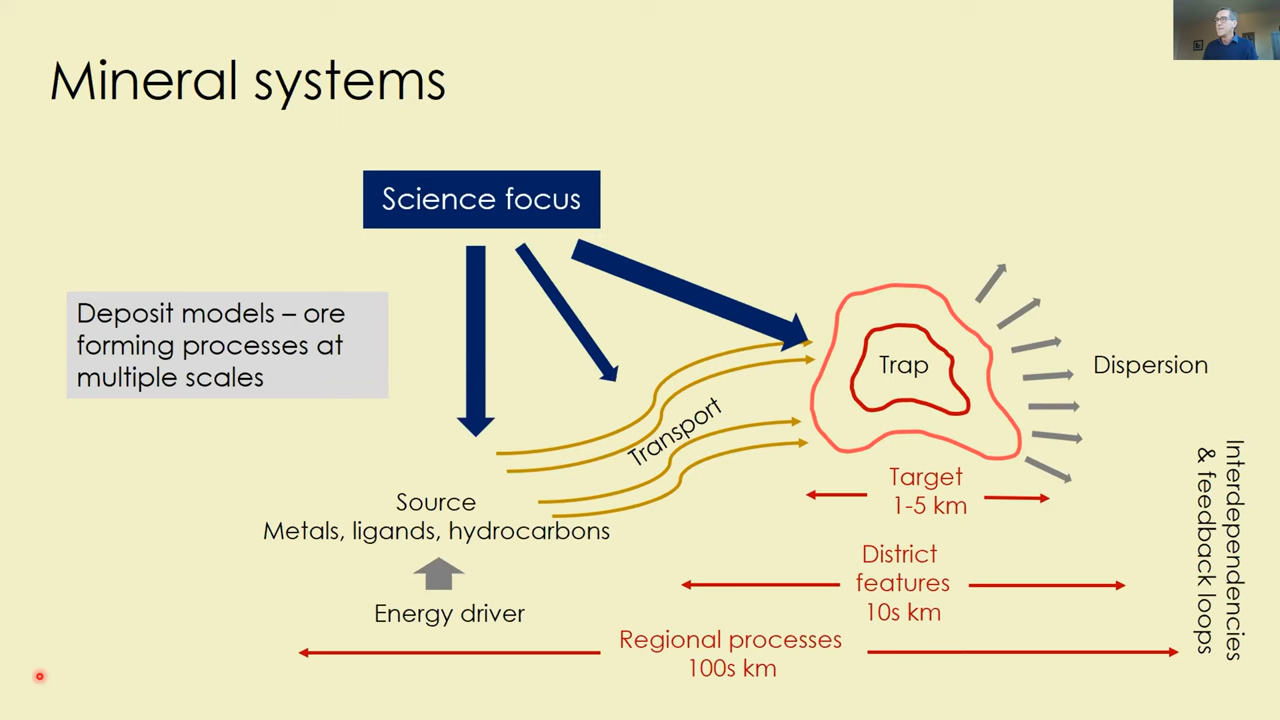 Mineral systems
Science focus
Deposit models – ore
forming processes at
multiple scales
Trap
Dispersion
Transport
Source
Metals, ligands, hydrocarbons
Energy driver
Target
1-5 km
District
features
10s km
Regional processes
100s km
Interdependencies
& feedback loops